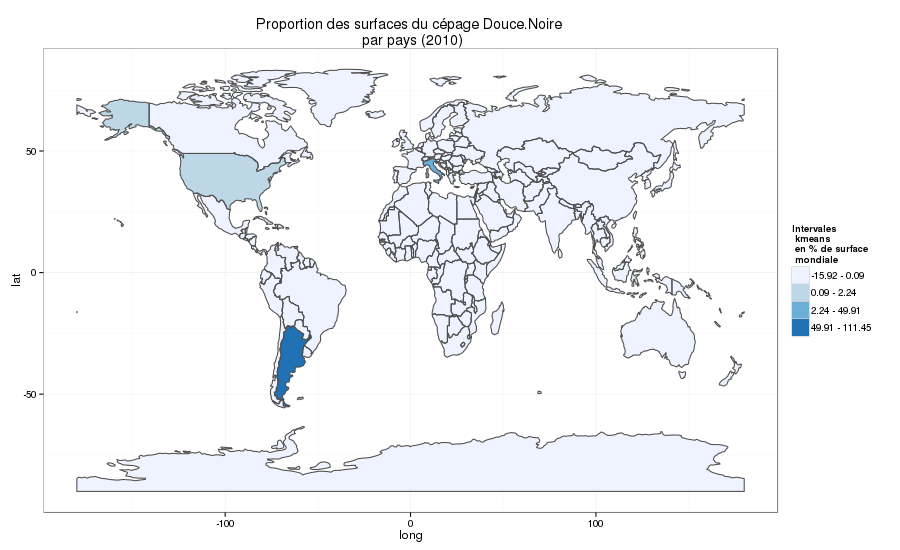 Proportion des surfaces du cépage Douce.Noire
par pays (2010)
lat
50
0
-50
-100
0
100
long
Intervales
kmeans
en % de surface
mondiale
-15.92 - 0.09
0.09 - 2.24
2.24 - 49.91
49.91 - 111.45